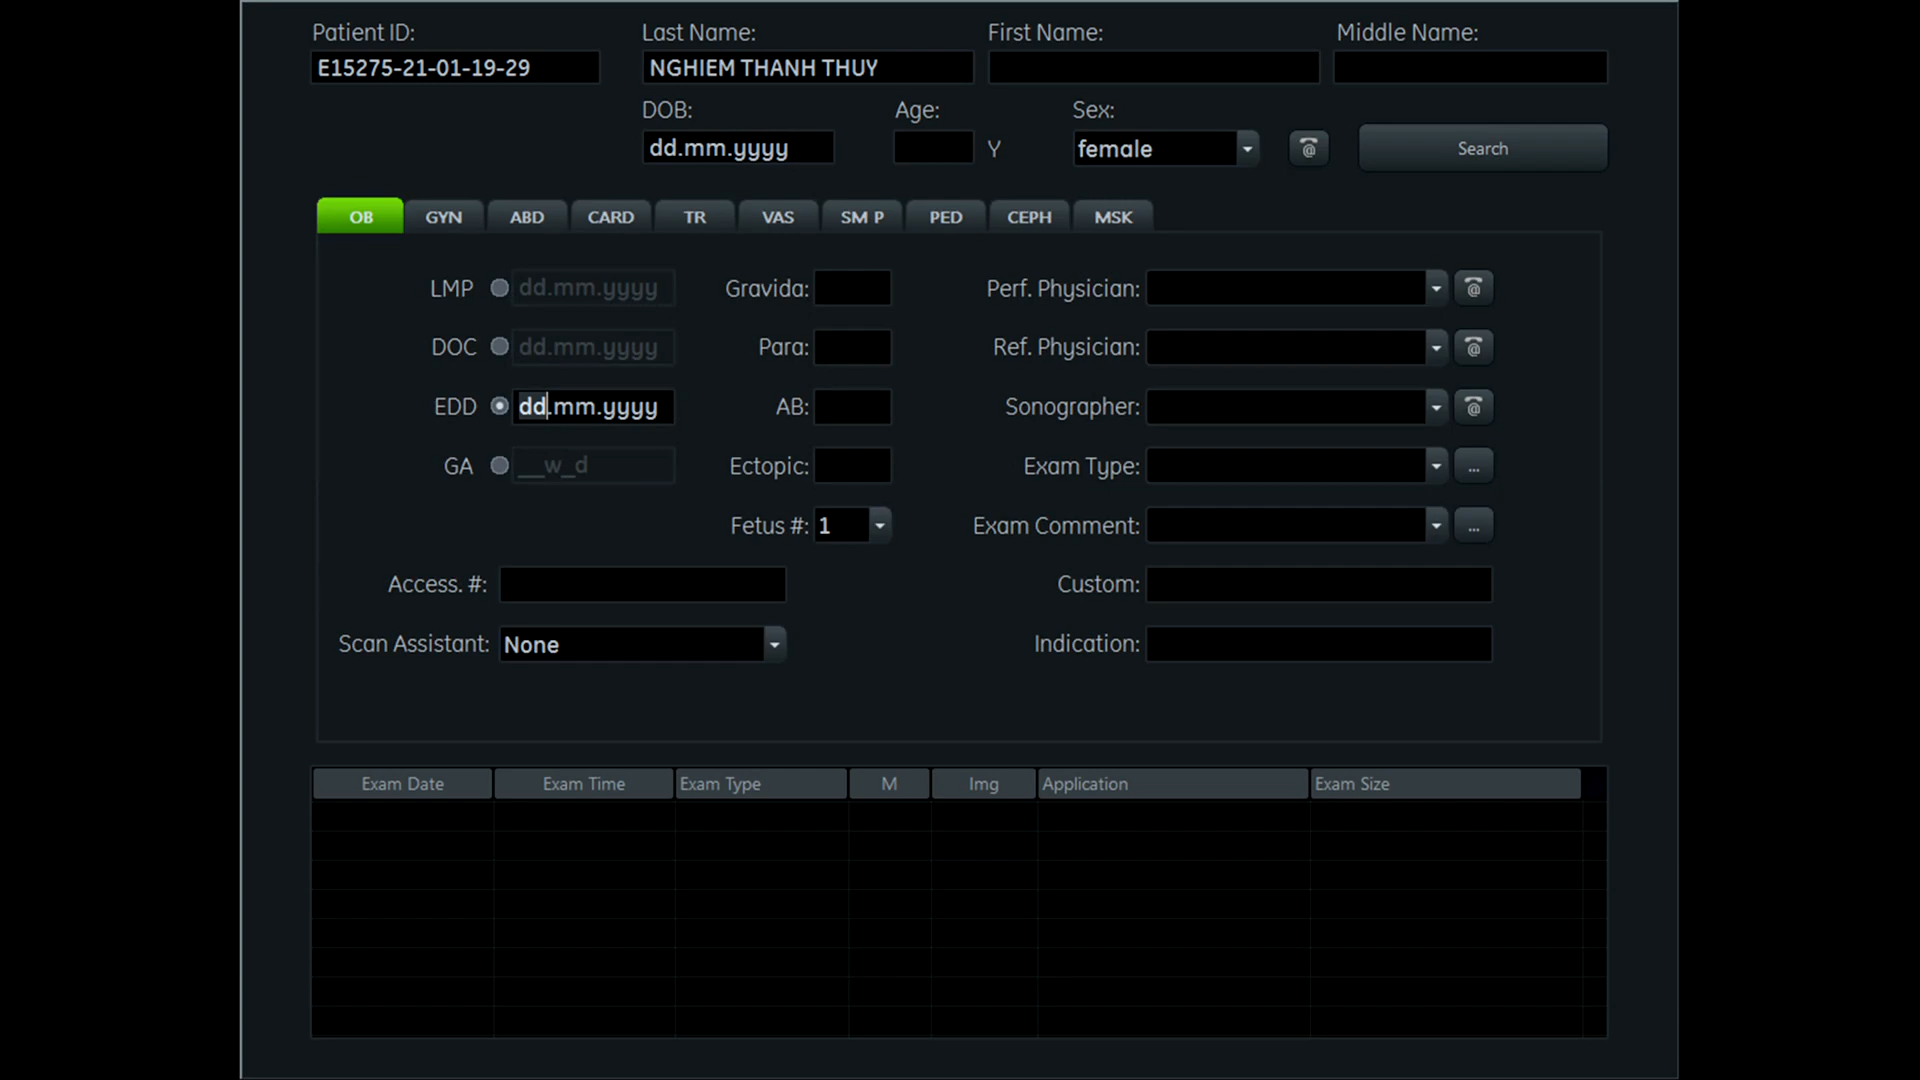 Patient ID: Last Name: First Name: Middle Name:
E15275-21-01-19-29 NGHIEM THANH THUY
DOB: Age: Sex:
dd.mm.yyyy Y female Search
OB GYN ABD CARD TR VAS SM P PED CEPH MSK
LMP dd.mm.yyyy Gravida: Perf. Physician:
DOC dd.mm.yyyy Para: Ref. Physician:
EDD dd.mm.yyyy AB: Sonographer:
GA __w_d Ectopic: Exam Type: ...
Fetus #: 1 Exam Comment: ...
Access. #: Custom:
Scan Assistant: None Indication:
Exam Date Exam Time Exam Type M Img Application Exam Size